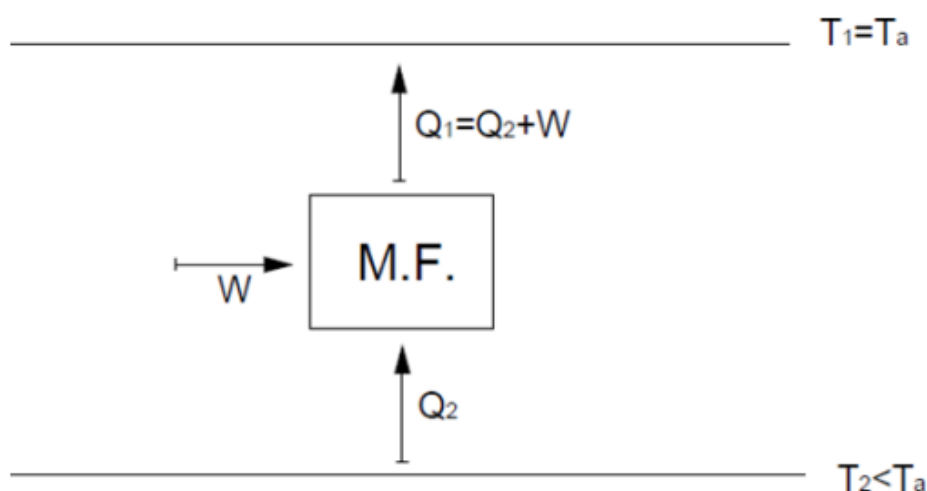 T₁=Tₐ
Q₁=Q₂+W
M.F.
W
Q₂
T₂<Tₐ